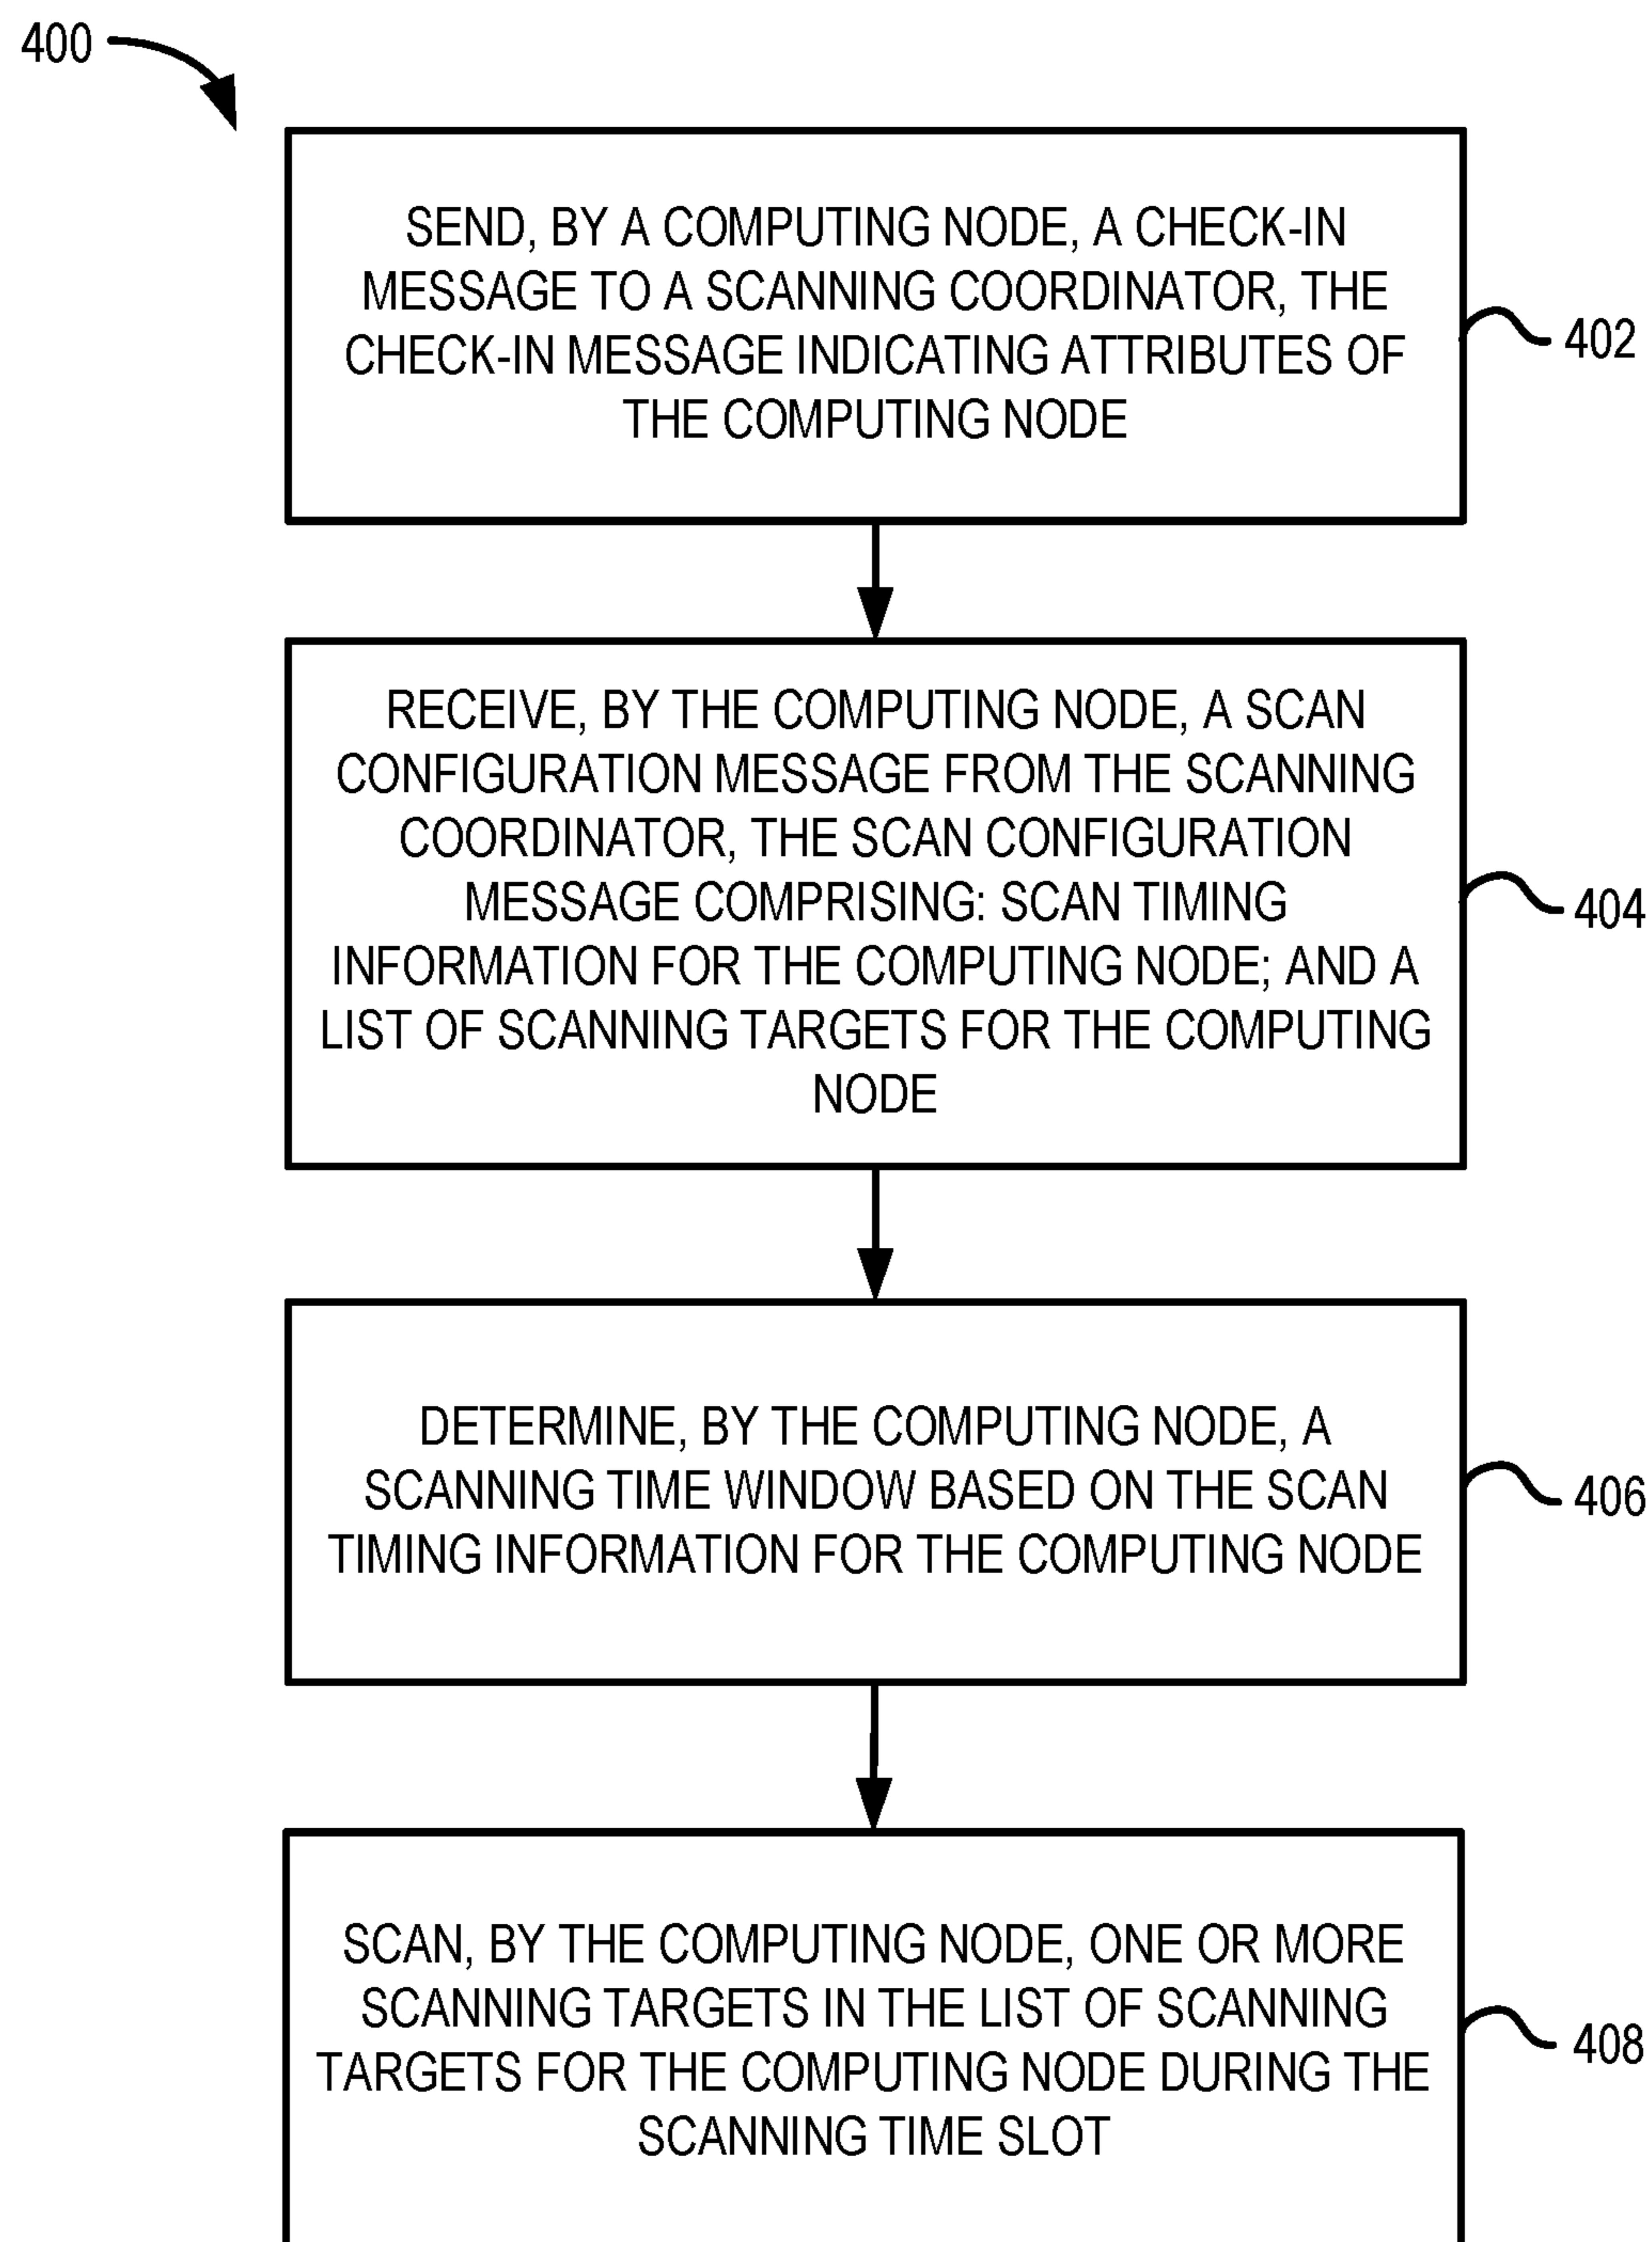 400
SEND, BY A COMPUTING NODE, A CHECK-IN
MESSAGE TO A SCANNING COORDINATOR, THE
CHECK-IN MESSAGE INDICATING ATTRIBUTES OF
THE COMPUTING NODE
402
RECEIVE, BY THE COMPUTING NODE, A SCAN
CONFIGURATION MESSAGE FROM THE SCANNING
COORDINATOR, THE SCAN CONFIGURATION
MESSAGE COMPRISING: SCAN TIMING
INFORMATION FOR THE COMPUTING NODE; AND A
LIST OF SCANNING TARGETS FOR THE COMPUTING
NODE
404
DETERMINE, BY THE COMPUTING NODE, A
SCANNING TIME WINDOW BASED ON THE SCAN
TIMING INFORMATION FOR THE COMPUTING NODE
406
SCAN, BY THE COMPUTING NODE, ONE OR MORE
SCANNING TARGETS IN THE LIST OF SCANNING
TARGETS FOR THE COMPUTING NODE DURING THE
SCANNING TIME SLOT
408